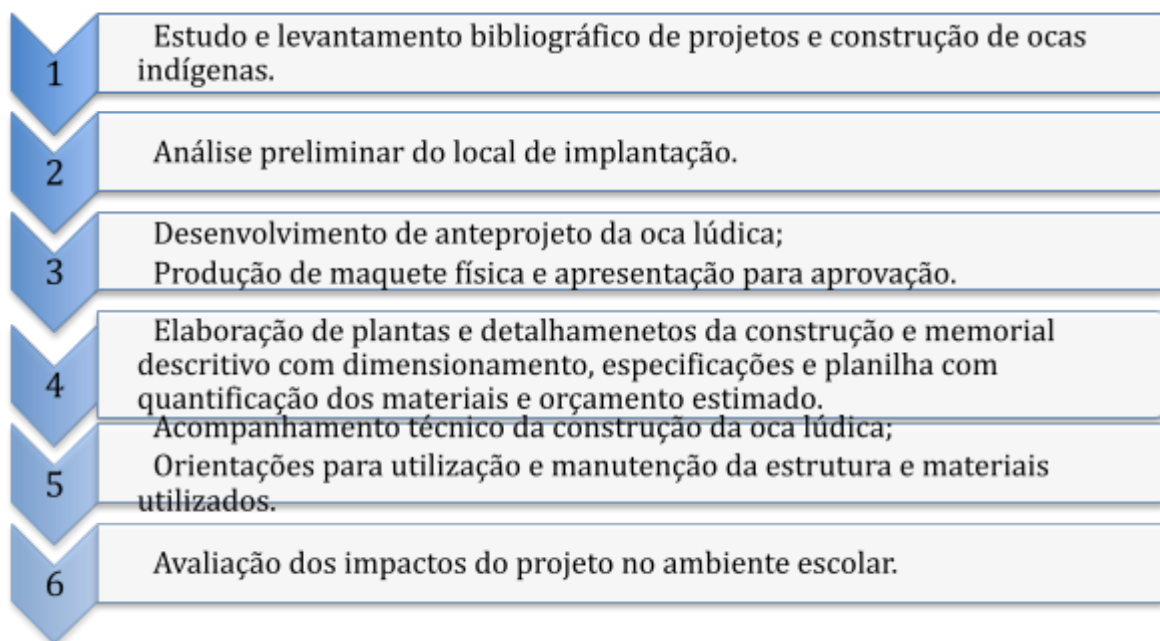 1
Estudo e levantamento bibliográfico de projetos e construção de ocas
indígenas.
2
Análise preliminar do local de implantação.
3
Desenvolvimento de anteprojeto da oca lúdica;
Produção de maquete física e apresentação para aprovação.
4
Elaboração de plantas e detalhamenetos da construção e memorial
descritivo com dimensionamento, especificações e planilha com
quantificação dos materiais e orçamento estimado.
5
Acompanhamento técnico da construção da oca lúdica;
Orientações para utilização e manutenção da estrutura e materiais
utilizados.
6
Avaliação dos impactos do projeto no ambiente escolar.